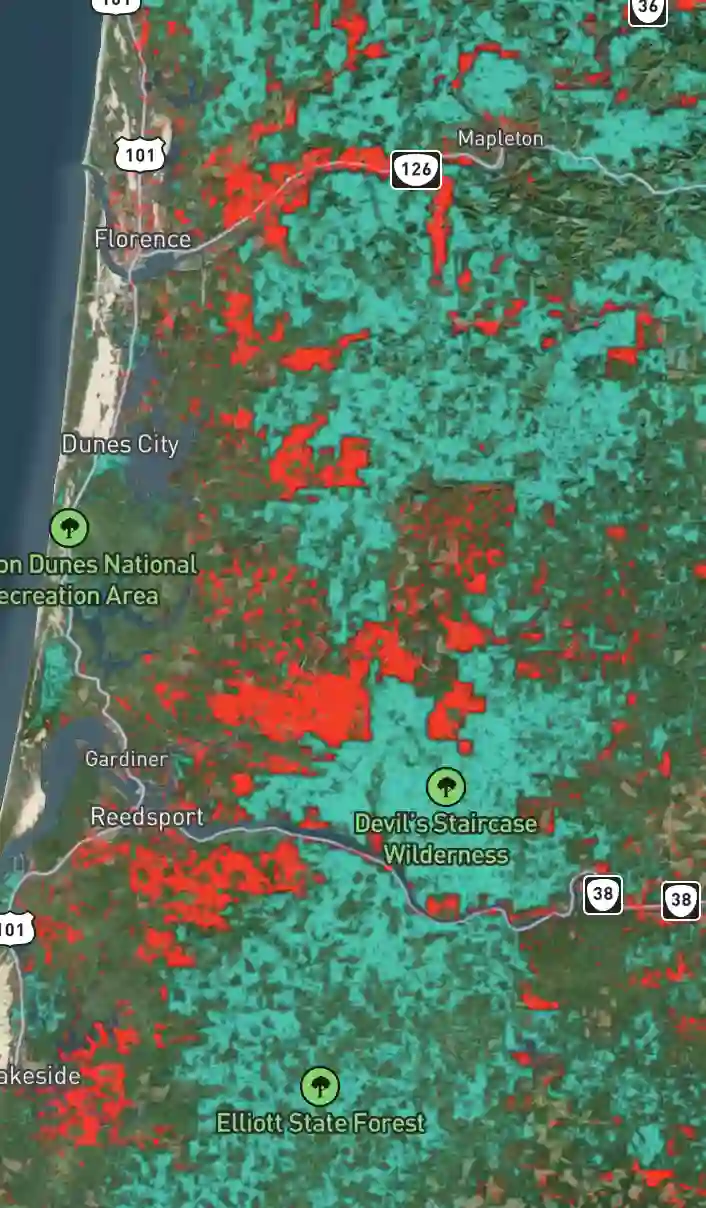 101
36
101
Mapleton
126
Florence
Dunes City
on Dunes National
ecreation Area
Gardiner
Reedsport
Devil's Staircase
Wilderness
38
38
101
akeside
Elliott State Forest